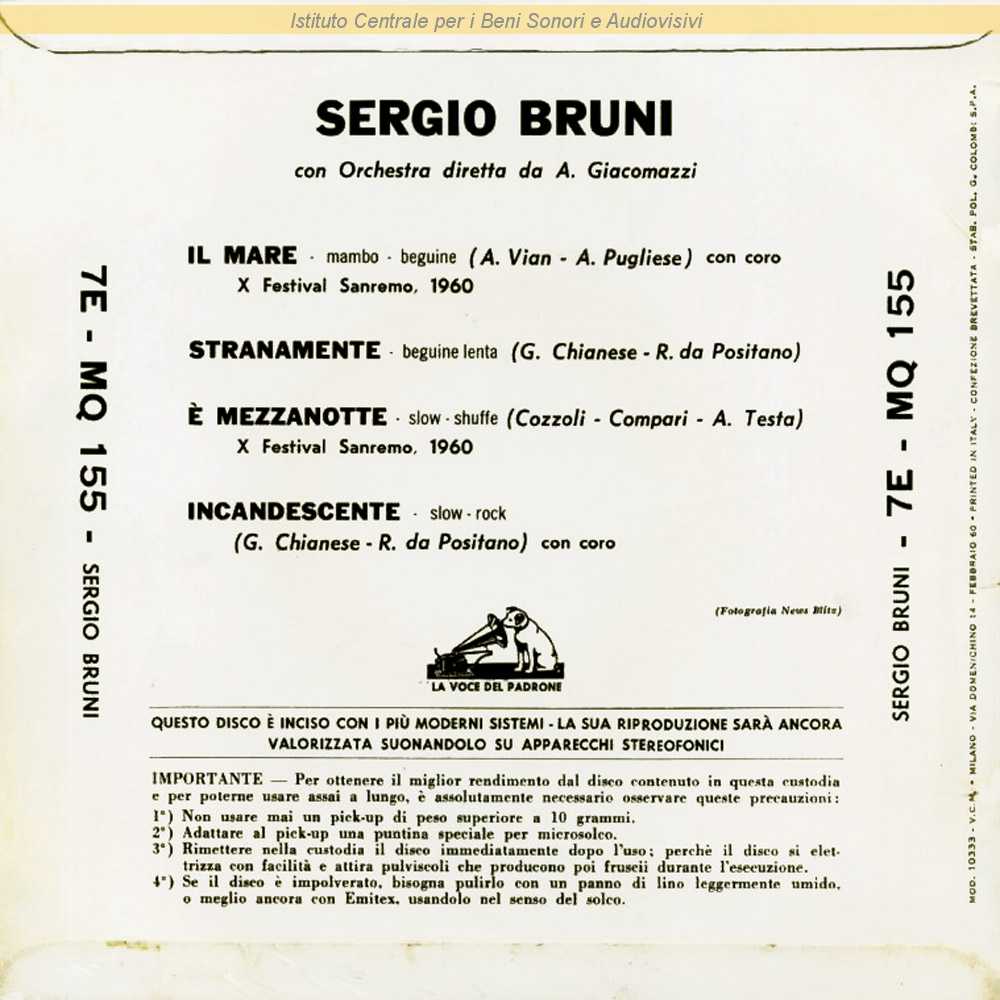 Istituto Centrale per i Beni Sonori e Audiovisivi
SERGIO BRUNI
con Orchestra diretta da A. Giacomazzi
IL MARE - mambo - beguine (A. Vian - A. Pugliese) con coro
X Festival Sanremo, 1960
STRANAMENTE - beguine lenta (G. Chianese - R. da Positano)
È MEZZANOTTE - slow - shuffe (Cozzoli - Compari - A. Testa)
X Festival Sanremo, 1960
INCANDESCENTE - slow - rock
(G. Chianese - R. da Positano) con coro
(Fotografia News Blitz)
LA VOCE DEL PADRONE
QUESTO DISCO È INCISO CON I PIÙ MODERNI SISTEMI - LA SUA RIPRODUZIONE SARÀ ANCORA
VALORIZZATA SUONANDOLO SU APPARECCHI STEREOFONICI
IMPORTANTE — Per ottenere il miglior rendimento dal disco contenuto in questa custodia
e per poterne usare assai a lungo, è assolutamente necessario osservare queste precauzioni:
1°) Non usare mai un pick-up di peso superiore a 10 grammi.
2°) Adattare al pick-up una puntina speciale per microsolco.
3°) Rimettere nella custodia il disco immediatamente dopo l'uso; perchè il disco si elet-
trizza con facilità e attira pulviscoli che producono poi fruscii durante l'esecuzione.
4°) Se il disco è impolverato, bisogna pulirlo con un panno di lino leggermente umido,
o meglio ancora con Emitex, usandolo nel senso del solco.
7E - MQ 155 - SERGIO BRUNI
SERGIO BRUNI - 7E - MQ 155
MOD. 10333 - V.C.M. • MILANO - VIA DOMENICHINO 14 - FEBBRAIO 60 • PRINTED IN ITALY - CONFEZIONE BREVETTATA - STAB. POL. G. COLOMBI S.P.A.